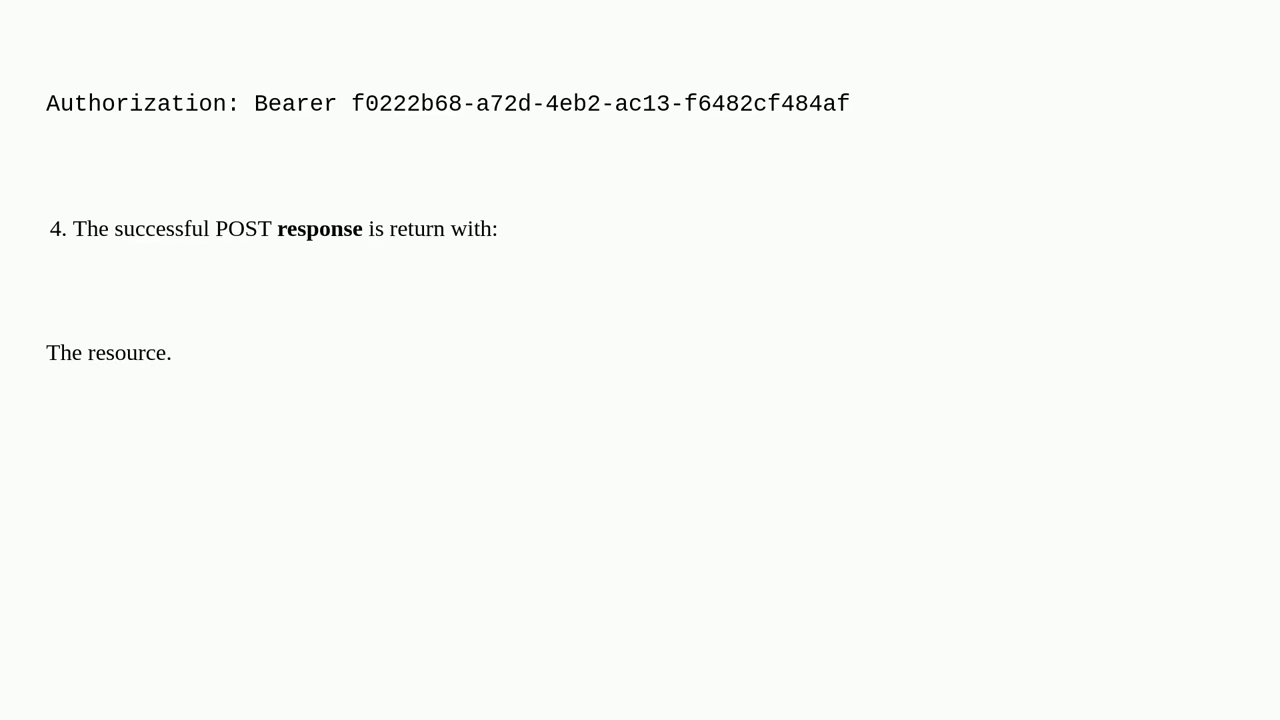 Authorization: Bearer f0222b68-a72d-4eb2-ac13-f6482cf484af
4. The successful POST response is return with:
The resource.